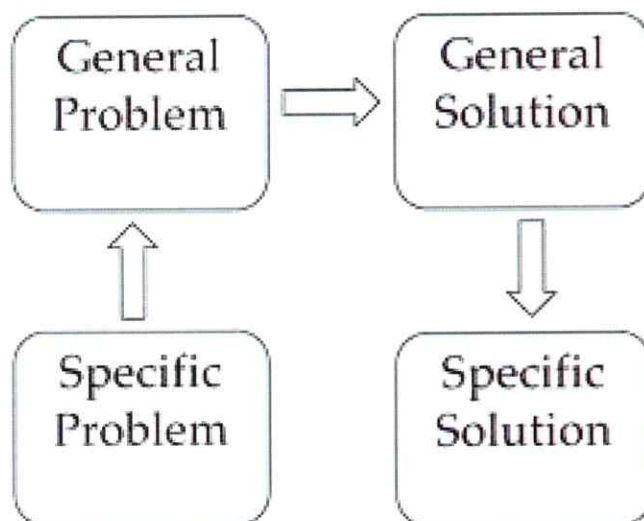 General
Problem
General
Solution
Specific
Problem
Specific
Solution